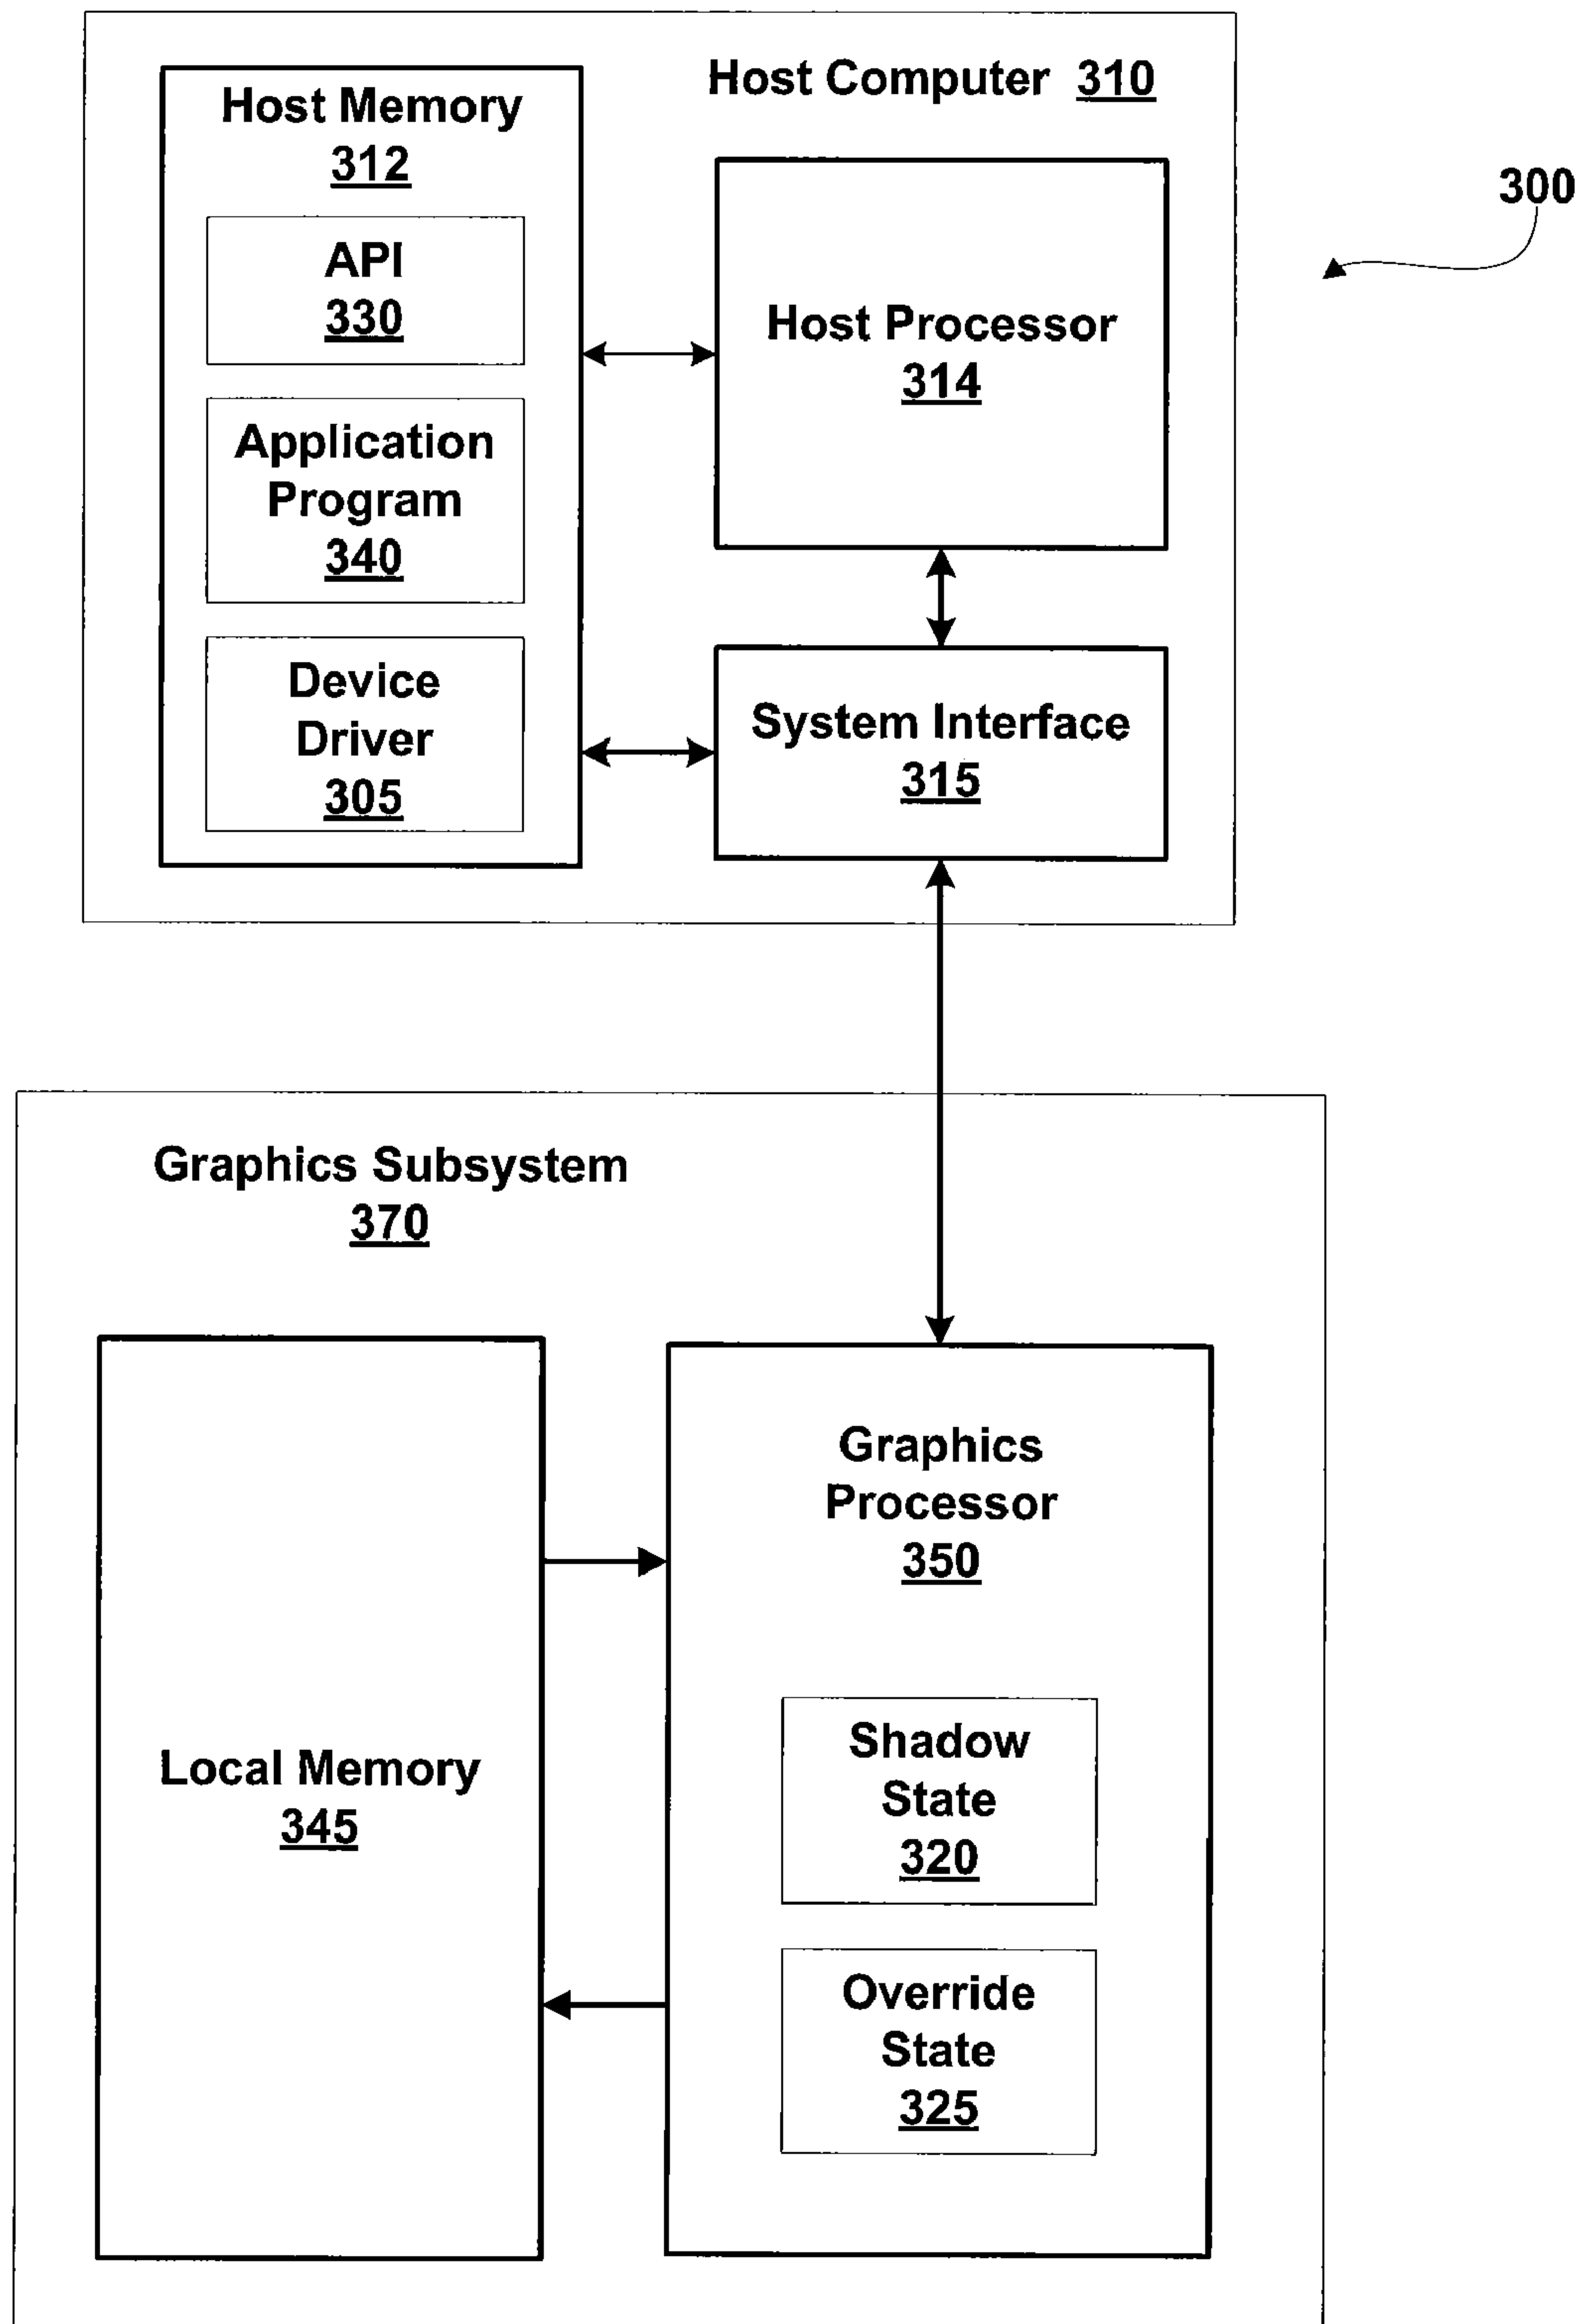 Host Computer 310
Host Memory
312
API
330
Application
Program
340
Device
Driver
305
Host Processor
314
System Interface
315
300
Graphics Subsystem
370
Local Memory
345
Graphics
Processor
350
Shadow
State
320
Override
State
325